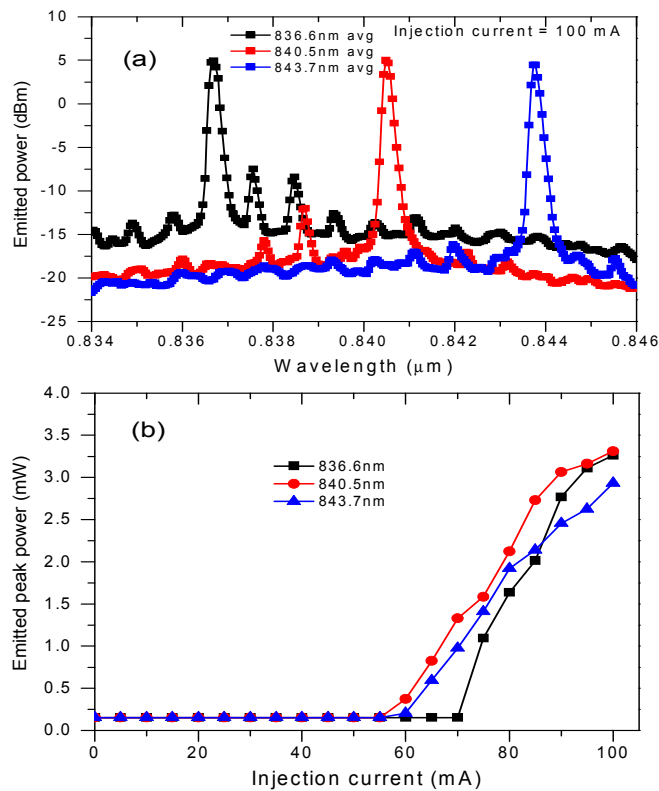 (a)
836.6nm avg
840.5nm avg
843.7nm avg
Injection current = 100 mA
10
5
0
-5
-10
-15
-20
-25
Emitted power (dBm)
0.834 0.836 0.838 0.840 0.842 0.844 0.846
Wavelength (μm)
(b)
836.6nm
840.5nm
843.7nm
4.0
3.5
3.0
2.5
2.0
1.5
1.0
0.5
0.0
Emitted peak power (mW)
0 20 40 60 80 100
Injection current (mA)